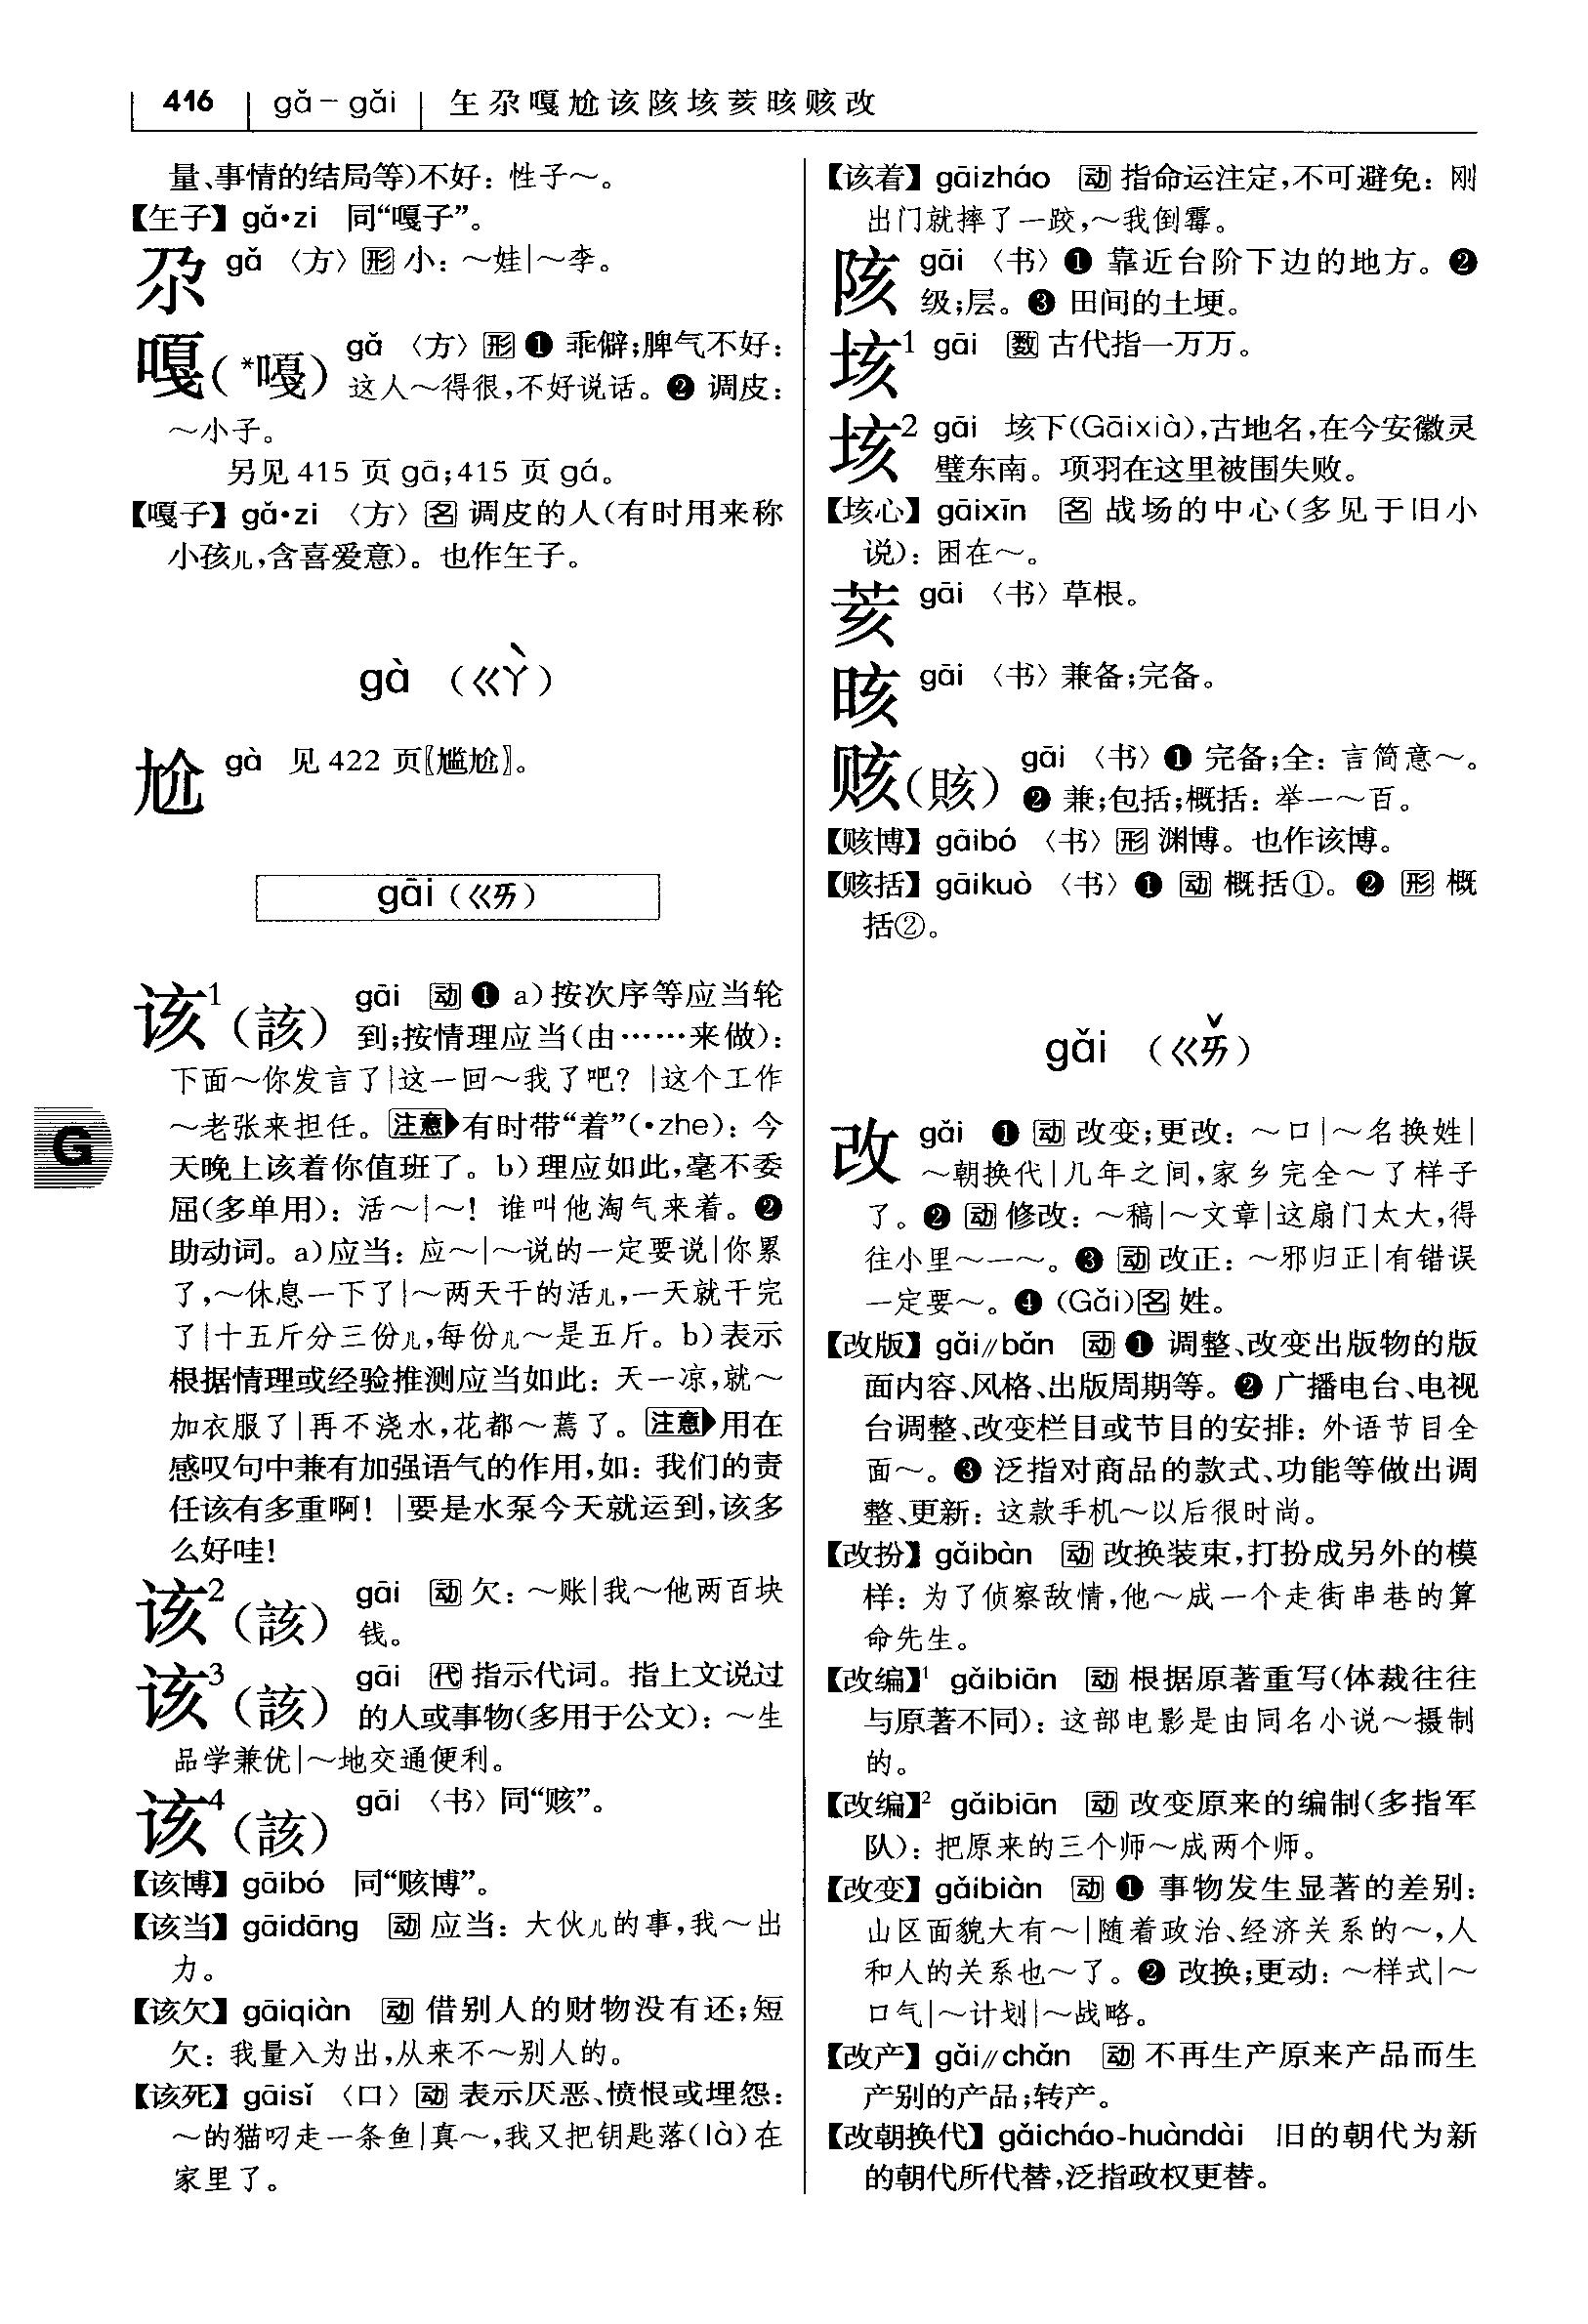 416 gǎ-gǎi 玍尕嘎尬该陔垓荄晐赅改
量、事情的结局等)不好：性子～。
【玍子】gǎ·zi 同“嘎子”。
尕 gǎ 〈方〉形 小：～娃|～李。
嘎(*嘠) gǎ 〈方〉形 ❶ 乖僻;脾气不好：
这人～得很,不好说话。❷ 调皮：
～小子。
另见 415 页 gā;415 页 gá。
【嘎子】gǎ·zi 〈方〉名 调皮的人(有时用来称
小孩儿,含喜爱意)。也作玍子。
gà (ㄍㄚˋ)
尬 gà 见 422 页〖尴尬〗。
gāi (ㄍㄞ)
该¹(該) gāi 动 ❶ a)按次序等应当轮
到;按情理应当(由……来做)：
下面～你发言了|这一回～我了吧? |这个工作
～老张来担任。注意 有时带“着”(·zhe)：今
天晚上该着你值班了。b)理应如此,毫不委
屈(多单用)：活～|～! 谁叫他淘气来着。❷
助动词。a)应当：应～|～说的一定要说|你累
了,～休息一下了|～两天干的活儿,一天就干完
了|十五斤分三份儿,每份儿～是五斤。b)表示
根据情理或经验推测应当如此：天一凉,就～
加衣服了|再不浇水,花都～蔫了。注意 用在
感叹句中兼有加强语气的作用,如：我们的责
任该有多重啊! |要是水泵今天就运到,该多
么好哇!
该²(該) gāi 动 欠：～账|我～他两百块
钱。
该³(該) gāi 代 指示代词。指上文说过
的人或事物(多用于公文)：～生
品学兼优|～地交通便利。
该⁴(該) gāi 〈书〉同“赅”。
【该博】gāibó 同“赅博”。
【该当】gāidāng 动 应当：大伙儿的事,我～出
力。
【该欠】gāiqiàn 动 借别人的财物没有还;短
欠：我量入为出,从来不～别人的。
【该死】gāisǐ 〈口〉动 表示厌恶、愤恨或埋怨：
～的猫叼走一条鱼|真～,我又把钥匙落(là)在
家里了。
G
【该着】gāizháo 动 指命运注定,不可避免：刚
出门就摔了一跤,～我倒霉。
陔 gāi 〈书〉❶ 靠近台阶下边的地方。❷
级;层。❸ 田间的土埂。
垓¹ gāi 数 古代指一万万。
垓² gāi 垓下(Gāixià),古地名,在今安徽灵
璧东南。项羽在这里被围失败。
【垓心】gāixīn 名 战场的中心(多见于旧小
说)：困在～。
荄 gāi 〈书〉草根。
晐 gāi 〈书〉兼备;完备。
赅(賅) gāi 〈书〉❶ 完备;全：言简意～。
❷ 兼;包括;概括：举一～百。
【赅博】gāibó 〈书〉形 渊博。也作该博。
【赅括】gāikuò 〈书〉❶ 动 概括①。❷ 形 概
括②。
gǎi (ㄍㄞˇ)
改 gǎi ❶ 动 改变;更改：～口|～名换姓|
～朝换代|几年之间,家乡完全～了样子
了。❷ 动 修改：～稿|～文章|这扇门太大,得
往小里～一～。❸ 动 改正：～邪归正|有错误
一定要～。❹ (Gǎi)名 姓。
【改版】gǎi//bǎn 动 ❶ 调整、改变出版物的版
面内容、风格、出版周期等。❷ 广播电台、电视
台调整、改变栏目或节目的安排：外语节目全
面～。❸ 泛指对商品的款式、功能等做出调
整、更新：这款手机～以后很时尚。
【改扮】gǎibàn 动 改换装束,打扮成另外的模
样：为了侦察敌情,他～成一个走街串巷的算
命先生。
【改编】¹ gǎibiān 动 根据原著重写(体裁往往
与原著不同)：这部电影是由同名小说～摄制
的。
【改编】² gǎibiān 动 改变原来的编制(多指军
队)：把原来的三个师～成两个师。
【改变】gǎibiàn 动 ❶ 事物发生显著的差别：
山区面貌大有～|随着政治、经济关系的～,人
和人的关系也～了。❷ 改换;更动：～样式|～
口气|～计划|～战略。
【改产】gǎi//chǎn 动 不再生产原来产品而生
产别的产品;转产。
【改朝换代】gǎicháo-huàndài 旧的朝代为新
的朝代所代替,泛指政权更替。